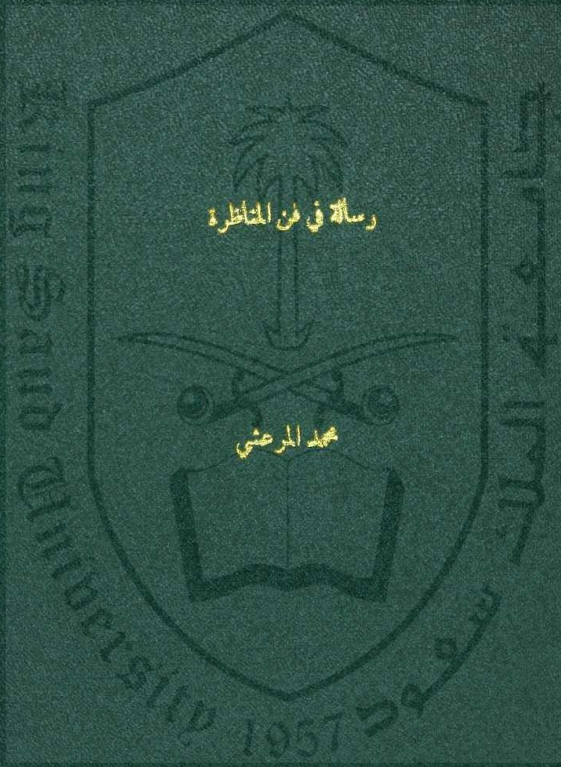 رسالة في فن المناظرة
محمد المرعشي
King Saud University 1957
جامعة الملك سعود